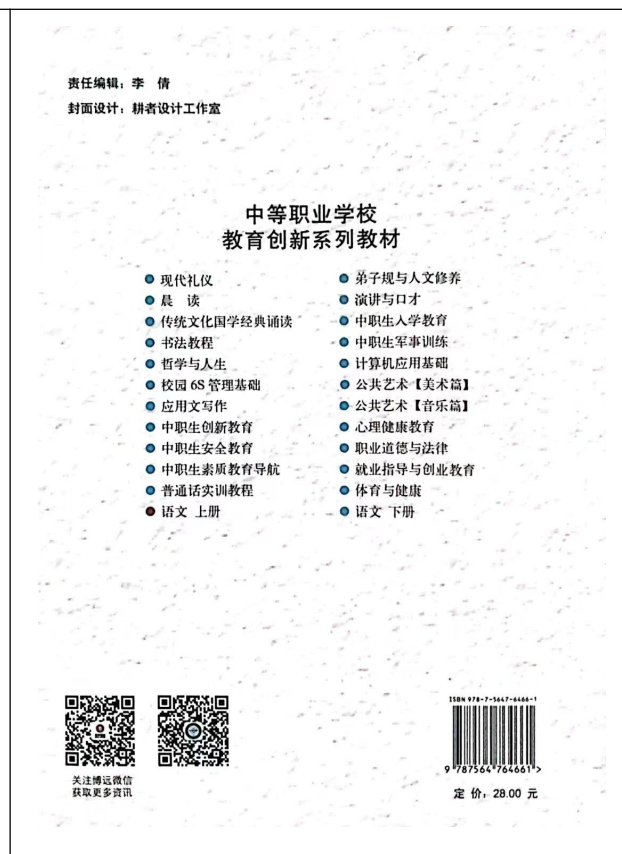 责任编辑：李 倩
封面设计：耕者设计工作室
中等职业学校
教育创新系列教材
现代礼仪
晨 读
传统文化国学经典诵读
书法教程
哲学与人生
校园 6S 管理基础
应用文写作
中职生创新教育
中职生安全教育
中职生素质教育导航
普通话实训教程
语文 上册
弟子规与人文修养
演讲与口才
中职生入学教育
中职生军事训练
计算机应用基础
公共艺术【美术篇】
公共艺术【音乐篇】
心理健康教育
职业道德与法律
就业指导与创业教育
体育与健康
语文 下册
关注博远微信
获取更多资讯
ISBN 978-7-5647-6466-1
9 787564 764661 >
定 价：28.00 元